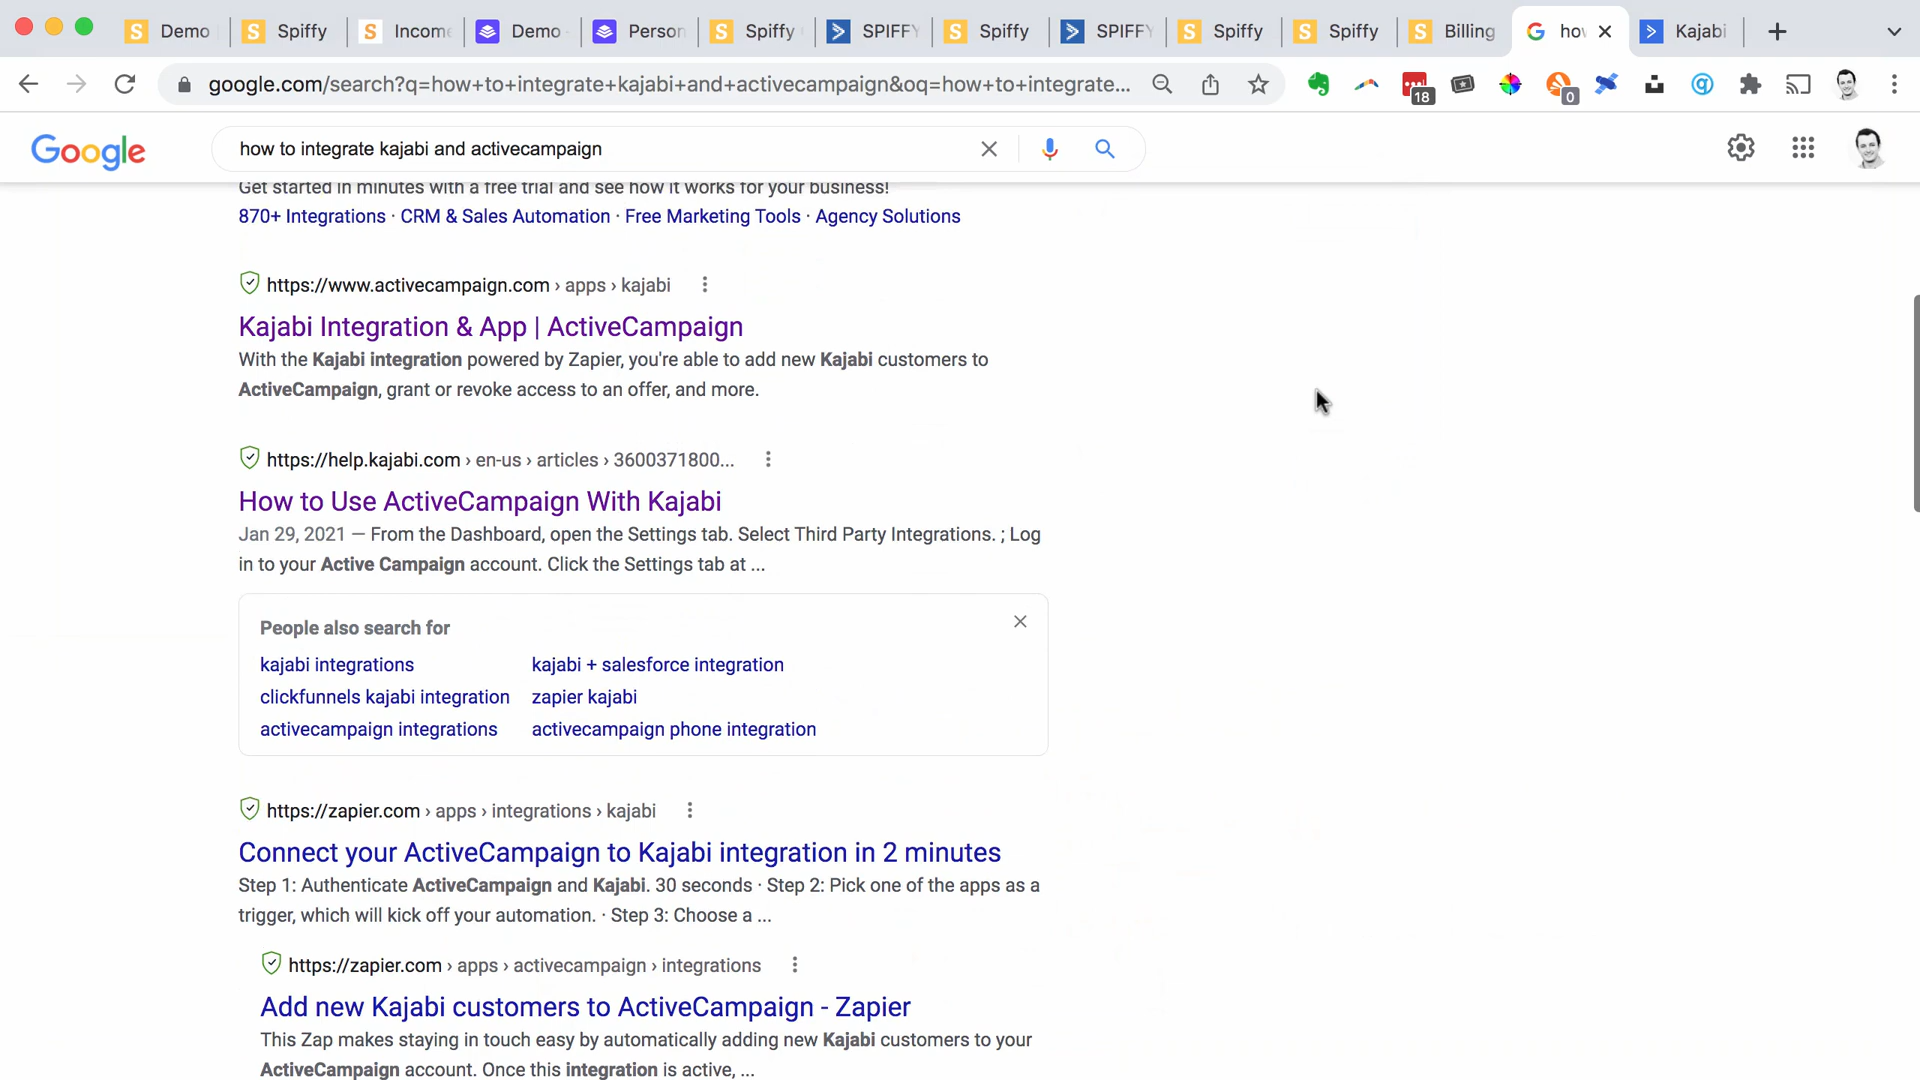 Demo
Spiffy
Income
Demo
Person
Spiffy
SPIFFY
Spiffy
SPIFFY
Spiffy
Spiffy
Billing
how
Kajabi
google.com/search?q=how+to+integrate+kajabi+and+activecampaign&oq=how+to+integrate...
18
0
Google
how to integrate kajabi and activecampaign
Get started in minutes with a free trial and see how it works for your business!
870+ Integrations · CRM & Sales Automation · Free Marketing Tools · Agency Solutions
https://www.activecampaign.com › apps › kajabi
Kajabi Integration & App | ActiveCampaign
With the Kajabi integration powered by Zapier, you're able to add new Kajabi customers to
ActiveCampaign, grant or revoke access to an offer, and more.
https://help.kajabi.com › en-us › articles › 3600371800...
How to Use ActiveCampaign With Kajabi
Jan 29, 2021 — From the Dashboard, open the Settings tab. Select Third Party Integrations. ; Log
in to your Active Campaign account. Click the Settings tab at ...
People also search for
kajabi integrations
kajabi + salesforce integration
clickfunnels kajabi integration
zapier kajabi
activecampaign integrations
activecampaign phone integration
https://zapier.com › apps › integrations › kajabi
Connect your ActiveCampaign to Kajabi integration in 2 minutes
Step 1: Authenticate ActiveCampaign and Kajabi. 30 seconds · Step 2: Pick one of the apps as a
trigger, which will kick off your automation. · Step 3: Choose a ...
https://zapier.com › apps › activecampaign › integrations
Add new Kajabi customers to ActiveCampaign - Zapier
This Zap makes staying in touch easy by automatically adding new Kajabi customers to your
ActiveCampaign account. Once this integration is active, ...